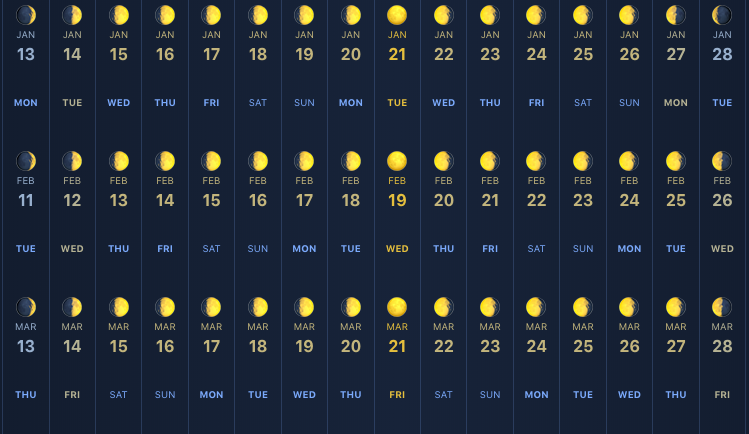 JAN JAN JAN JAN JAN JAN JAN JAN JAN JAN JAN JAN JAN JAN JAN JAN
13 14 15 16 17 18 19 20 21 22 23 24 25 26 27 28
MON TUE WED THU FRI SAT SUN MON TUE WED THU FRI SAT SUN MON TUE
FEB FEB FEB FEB FEB FEB FEB FEB FEB FEB FEB FEB FEB FEB FEB FEB
11 12 13 14 15 16 17 18 19 20 21 22 23 24 25 26
TUE WED THU FRI SAT SUN MON TUE WED THU FRI SAT SUN MON TUE WED
MAR MAR MAR MAR MAR MAR MAR MAR MAR MAR MAR MAR MAR MAR MAR MAR
13 14 15 16 17 18 19 20 21 22 23 24 25 26 27 28
THU FRI SAT SUN MON TUE WED THU FRI SAT SUN MON TUE WED THU FRI